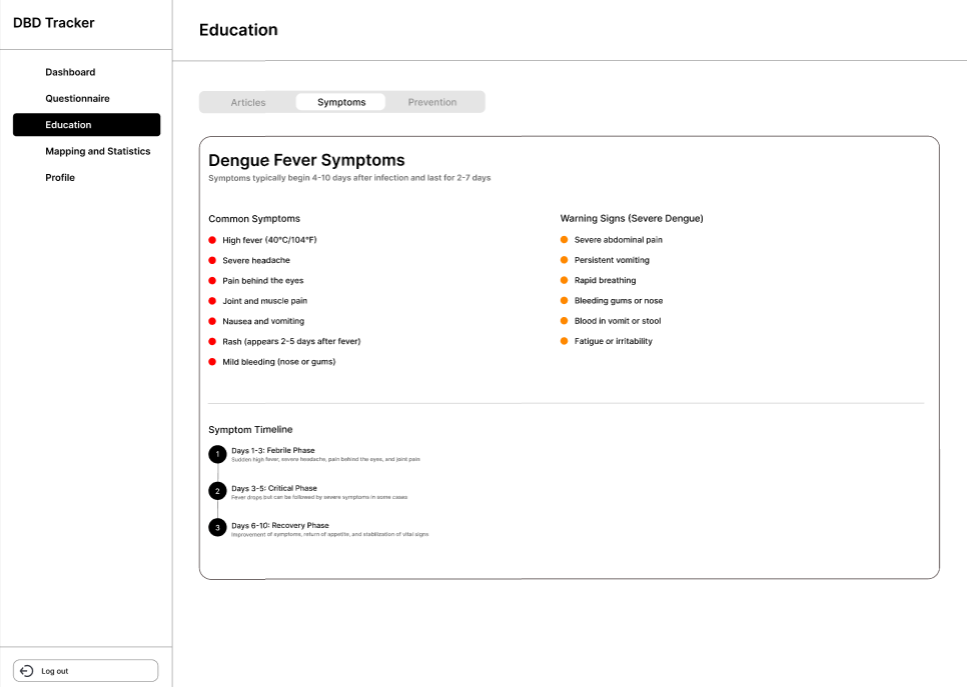 DBD Tracker
Dashboard
Questionnaire
Education
Mapping and Statistics
Profile
Log out
Education
Articles Symptoms Prevention
Dengue Fever Symptoms
Symptoms typically begin 4-10 days after infection and last for 2-7 days
Common Symptoms
High fever (40°C/104°F)
Severe headache
Pain behind the eyes
Joint and muscle pain
Nausea and vomiting
Rash (appears 2-5 days after fever)
Mild bleeding (nose or gums)
Warning Signs (Severe Dengue)
Severe abdominal pain
Persistent vomiting
Rapid breathing
Bleeding gums or nose
Blood in vomit or stool
Fatigue or irritability
Symptom Timeline
1 Days 1-3: Febrile Phase
Sudden high fever, severe headache, pain behind the eyes, and joint pain
2 Days 3-5: Critical Phase
Fever drops but can be followed by severe symptoms in some cases
3 Days 6-10: Recovery Phase
Improvement of symptoms, return of appetite, and stabilization of vital signs